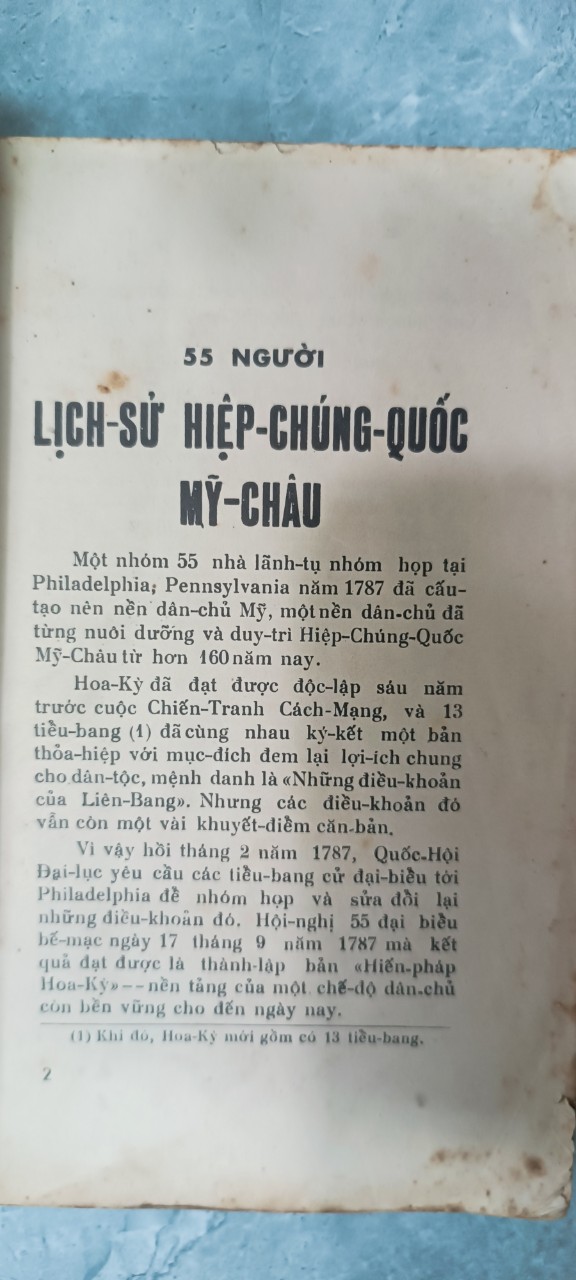 55 NGƯỜI
LỊCH-SỬ HIỆP-CHÚNG-QUỐC
MỸ-CHÂU
Một nhóm 55 nhà lãnh-tụ nhóm họp tại
Philadelphia, Pennsylvania năm 1787 đã cấu-
tạo nên nền dân-chủ Mỹ, một nền dân-chủ đã
từng nuôi dưỡng và duy-trì Hiệp-Chúng-Quốc
Mỹ-Châu từ hơn 160 năm nay.
Hoa-Kỳ đã đạt được độc-lập sáu năm
trước cuộc Chiến-Tranh Cách-Mạng, và 13
tiểu-bang (1) đã cùng nhau ký-kết một bản
thỏa-hiệp với mục-đích đem lại lợi-ích chung
cho dân-tộc, mệnh danh là «Những điều-khoản
của Liên-Bang». Nhưng các điều-khoản đó
vẫn còn một vài khuyết-điểm căn-bản.
Vì vậy hồi tháng 2 năm 1787, Quốc-Hội
Đại-lục yêu cầu các tiểu-bang cử đại-biểu tới
Philadelphia để nhóm họp và sửa đổi lại
những điều-khoản đó. Hội-nghị 55 đại biểu
bế-mạc ngày 17 tháng 9 năm 1787 mà kết
quả đạt được là thành-lập bản «Hiến-pháp
Hoa-Kỳ»--nền tảng của một chế-độ dân-chủ
còn bền vững cho đến ngày nay.
(1) Khi đó, Hoa-Kỳ mới gồm có 13 tiểu-bang.
2